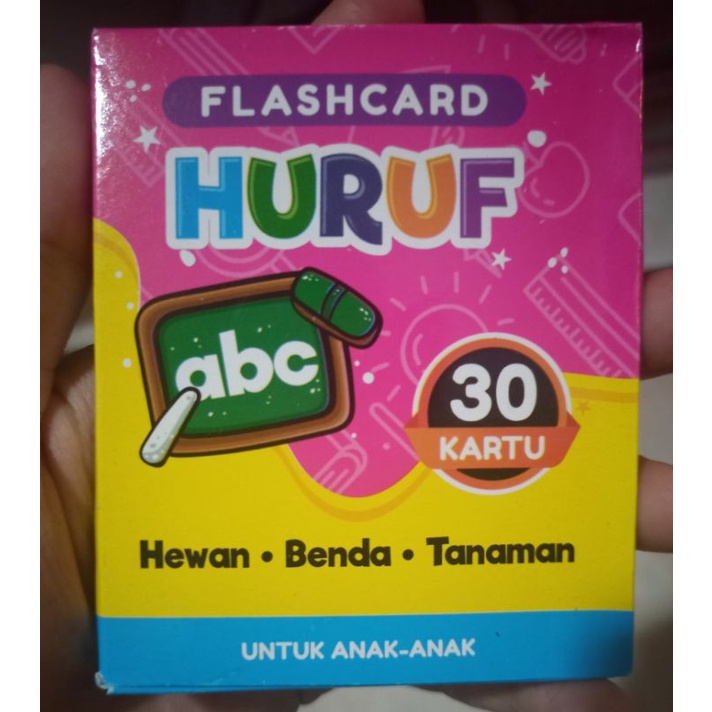 FLASHCARD
HURUF
abc
30
KARTU
Hewan • Benda • Tanaman
UNTUK ANAK-ANAK